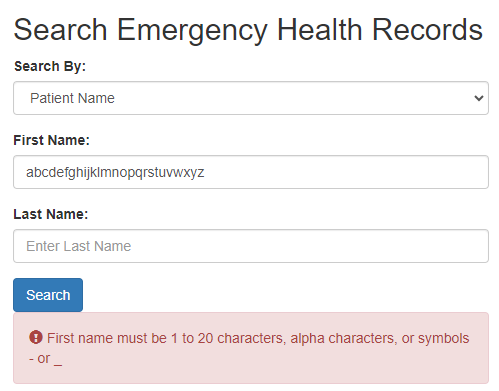 Search Emergency Health Records
Search By:
Patient Name
First Name:
abcdefghijklmnopqrstuvwxyz
Last Name:
Enter Last Name
Search
First name must be 1 to 20 characters, alpha characters, or symbols
- or _